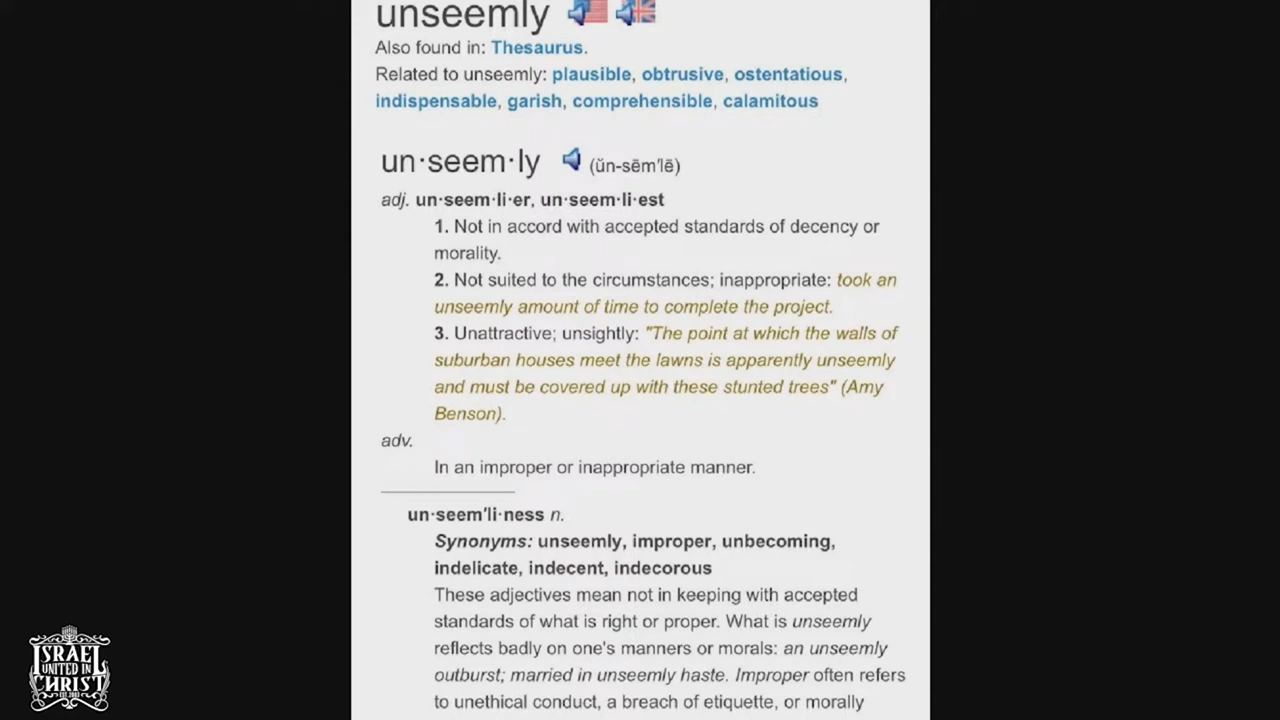 unseemly
Also found in: Thesaurus.
Related to unseemly: plausible, obtrusive, ostentatious,
indispensable, garish, comprehensible, calamitous
un·seem·ly (ŭn-sēm′lē)
adj. un·seem·li·er, un·seem·li·est
1. Not in accord with accepted standards of decency or
morality.
2. Not suited to the circumstances; inappropriate: took an
unseemly amount of time to complete the project.
3. Unattractive; unsightly: "The point at which the walls of
suburban houses meet the lawns is apparently unseemly
and must be covered up with these stunted trees" (Amy
Benson).
adv.
In an improper or inappropriate manner.
un·seem′li·ness n.
Synonyms: unseemly, improper, unbecoming,
indelicate, indecent, indecorous
These adjectives mean not in keeping with accepted
standards of what is right or proper. What is unseemly
reflects badly on one's manners or morals: an unseemly
outburst; married in unseemly haste. Improper often refers
to unethical conduct, a breach of etiquette, or morally
ISRAEL
UNITED IN
CHRIST
EST. 2003